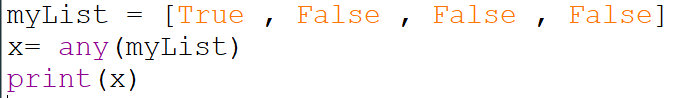 myList = [True , False , False , False]
x= any(myList)
print(x)